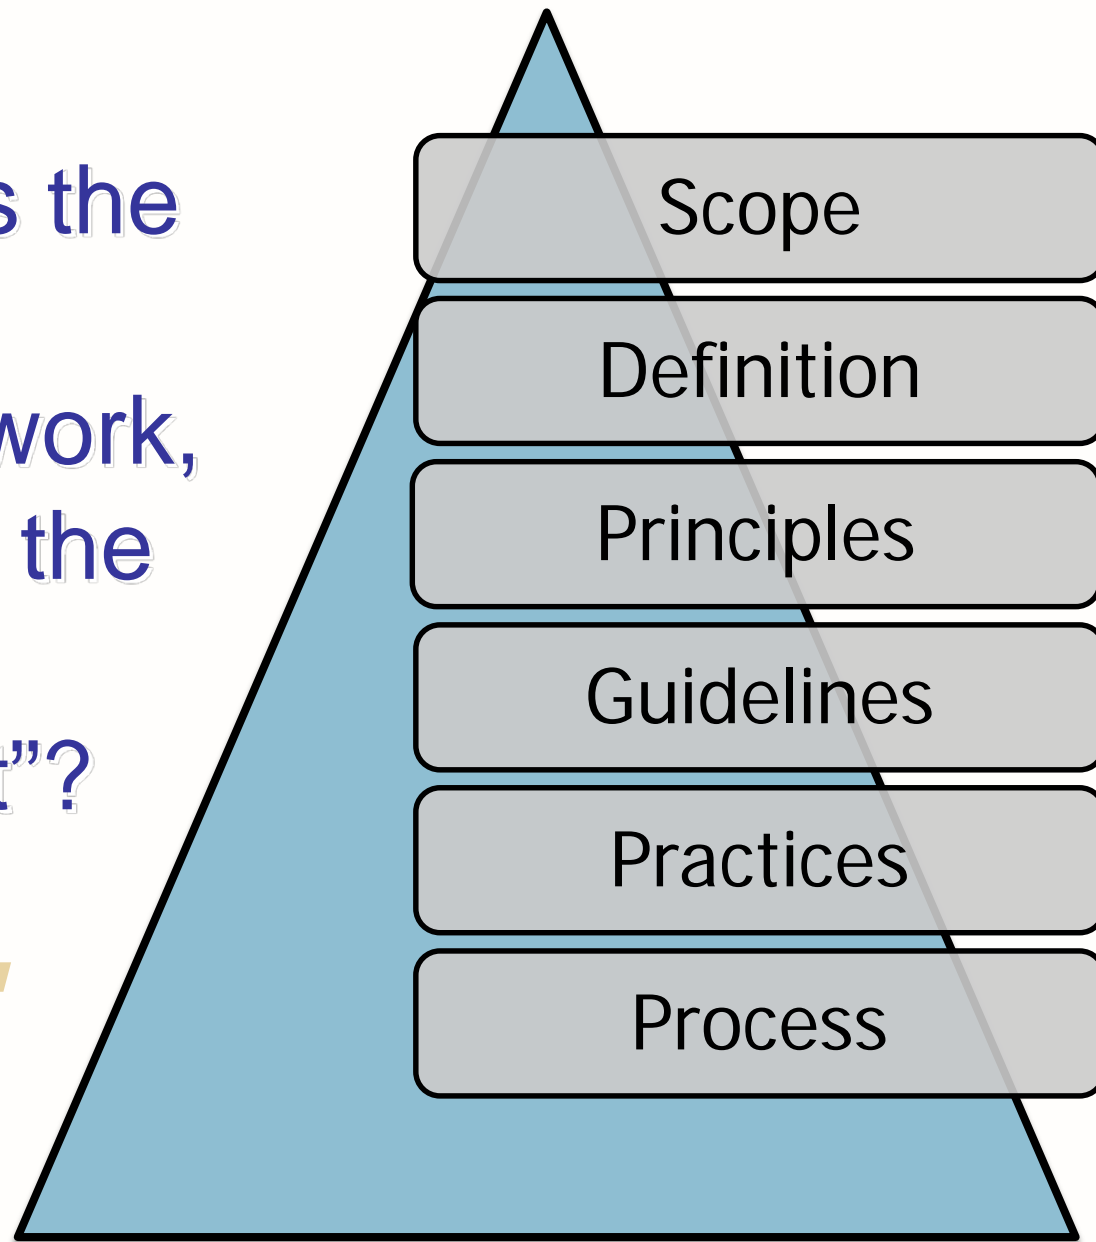 s the
work,
the
t”?
Scope
Definition
Principles
Guidelines
Practices
Process